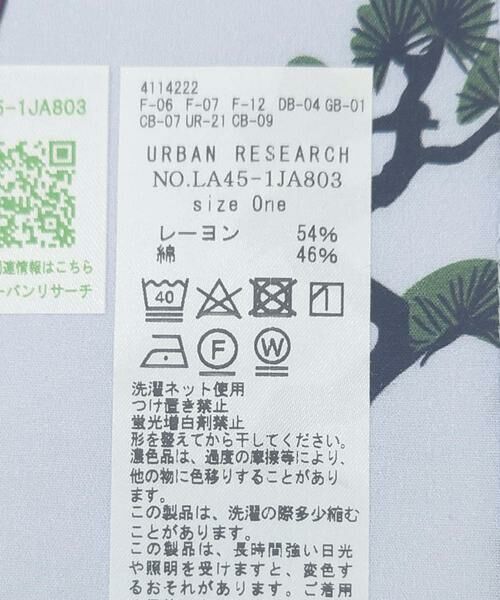 5-1JA803
連情報はこちら
ーバンリサーチ
4114222
F-06 F-07 F-12 DB-04 GB-01
CB-07 UR-21 CB-09
URBAN RESEARCH
NO.LA45-1JA803
size One
レーヨン 54%
綿 46%
40
F
W
洗濯ネット使用
つけ置き禁止
蛍光増白剤禁止
形を整えてから干してください。
濃色品は、過度の摩擦等により、
他の物に色移りすることがあり
ます。
この製品は、洗濯の際多少縮む
ことがあります。
この製品は、長時間強い日光
や照明を受けますと、変色す
るおそれがあります。ご着用